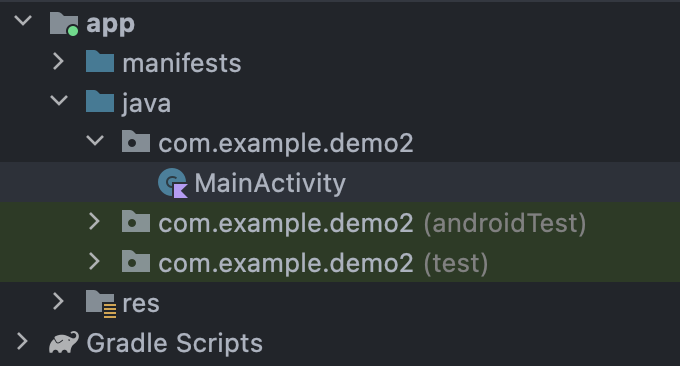 app
manifests
java
com.example.demo2
MainActivity
com.example.demo2 (androidTest)
com.example.demo2 (test)
res
Gradle Scripts